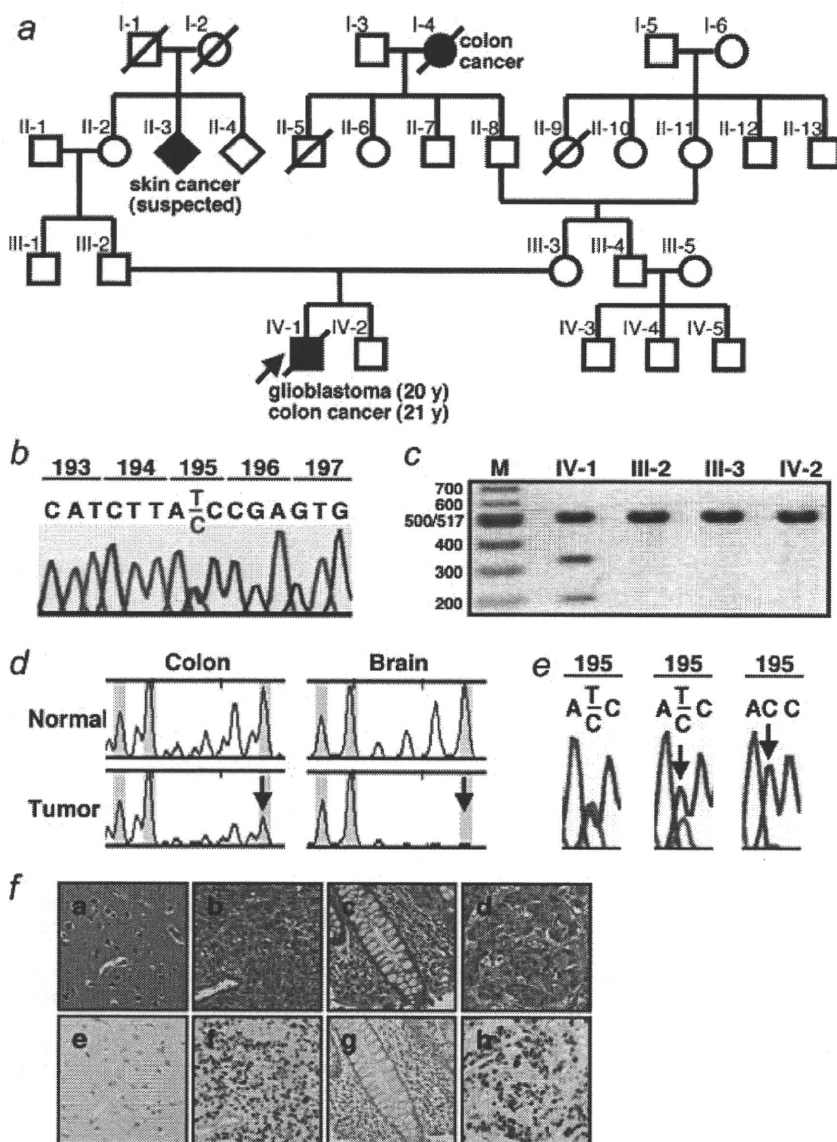 a
I-1 I-2 I-3 I-4 I-5 I-6
colon
cancer
II-1 II-2 II-3 II-4 II-5 II-6 II-7 II-8 II-9 II-10 II-11 II-12 II-13
skin cancer
(suspected)
III-1 III-2 III-3 III-4 III-5
IV-1 IV-2 IV-3 IV-4 IV-5
glioblastoma (20 y)
colon cancer (21 y)
b
193 194 195 196 197
C A T C T T A T/C C C G A G T G
c
M IV-1 III-2 III-3 IV-2
700
600
500/517
400
300
200
d
Colon Brain
Normal
Tumor
e
195 195 195
A T/C C A T/C C A C C
f
a b c d
e f g h